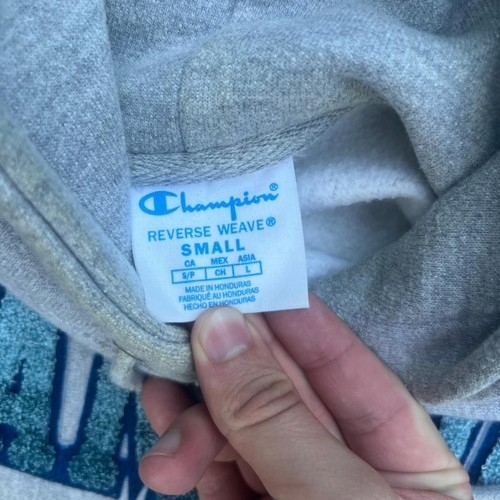 Champion®
REVERSE WEAVE®
SMALL
CA MEX ASIA
S/P CH L
MADE IN HONDURAS
FABRIQUÉ AU HONDURAS
HECHO EN HONDURAS